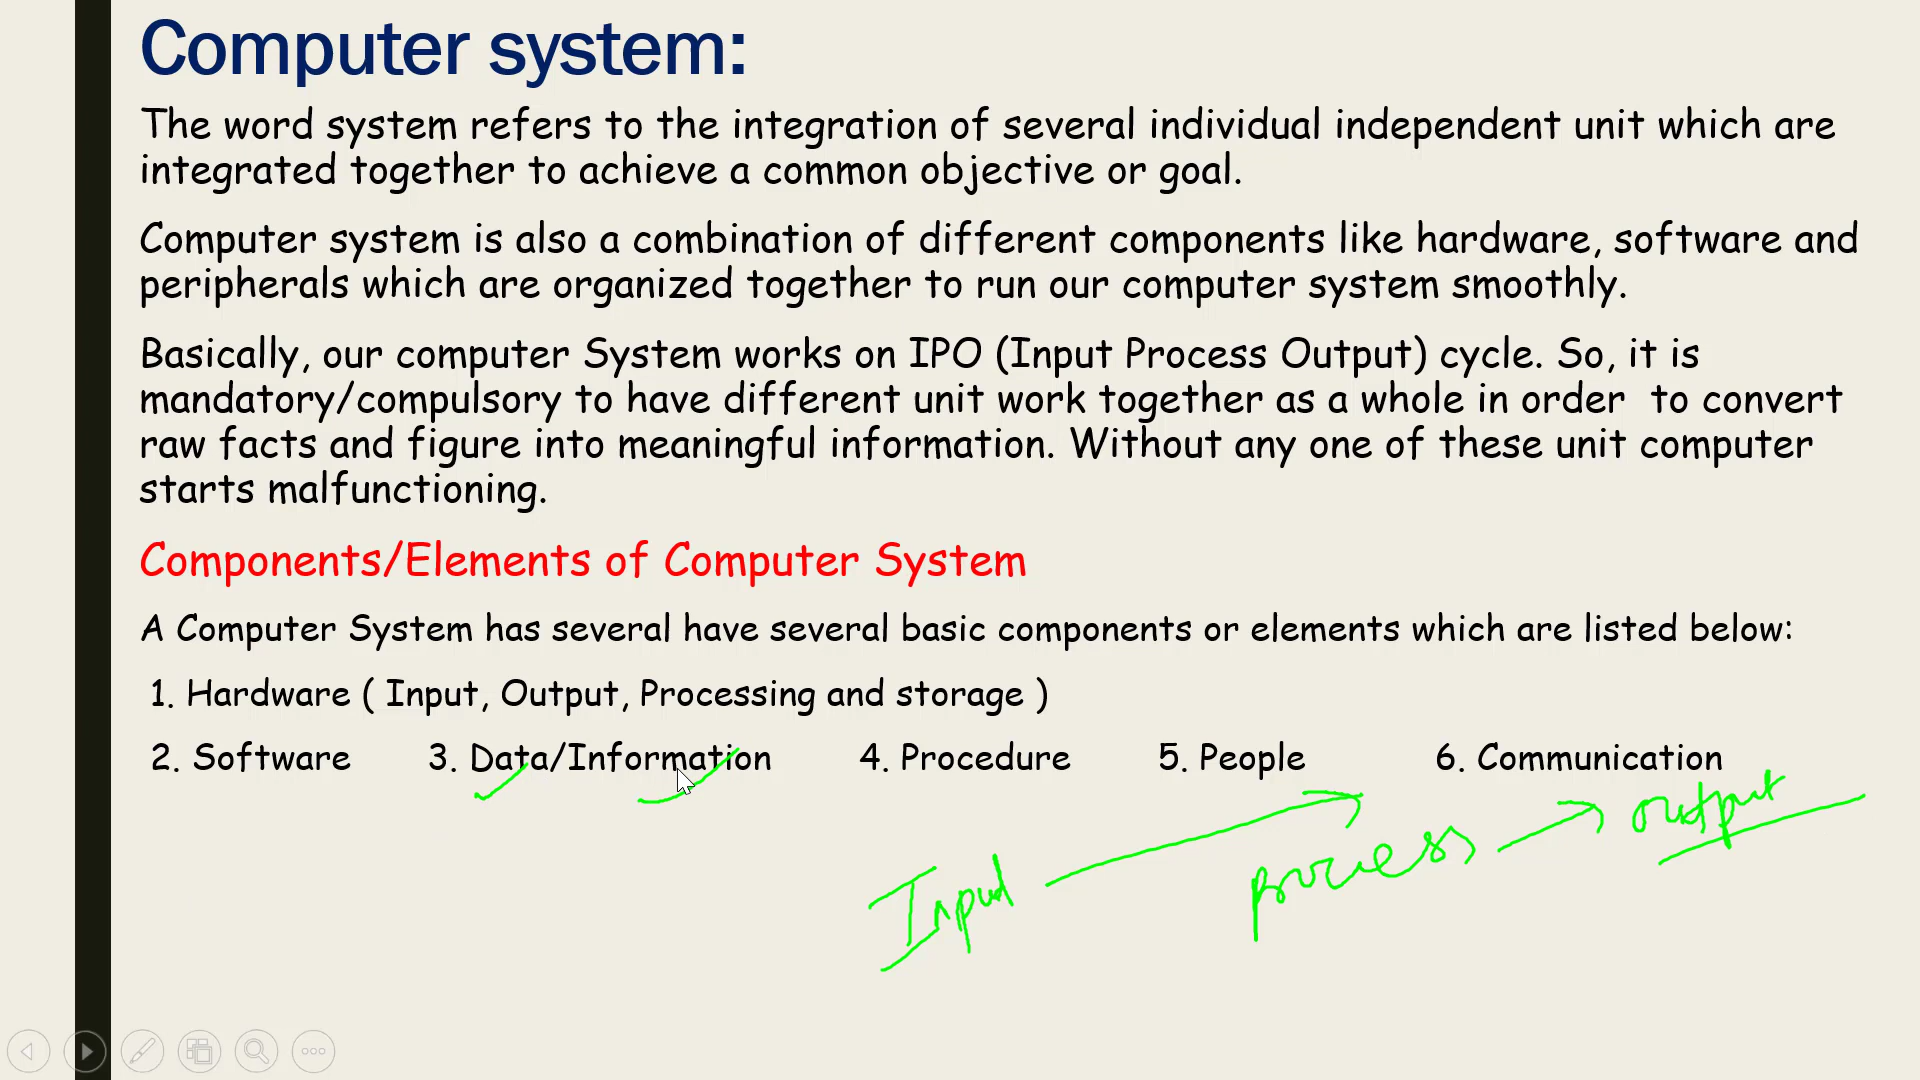 Computer system:
The word system refers to the integration of several individual independent unit which are
integrated together to achieve a common objective or goal.
Computer system is also a combination of different components like hardware, software and
peripherals which are organized together to run our computer system smoothly.
Basically, our computer System works on IPO (Input Process Output) cycle. So, it is
mandatory/compulsory to have different unit work together as a whole in order  to convert
raw facts and figure into meaningful information. Without any one of these unit computer
starts malfunctioning.
Components/Elements of Computer System
A Computer System has several have several basic components or elements which are listed below:
1. Hardware ( Input, Output, Processing and storage )
2. Software 3. Data/Information 4. Procedure 5. People 6. Communication
Input process output